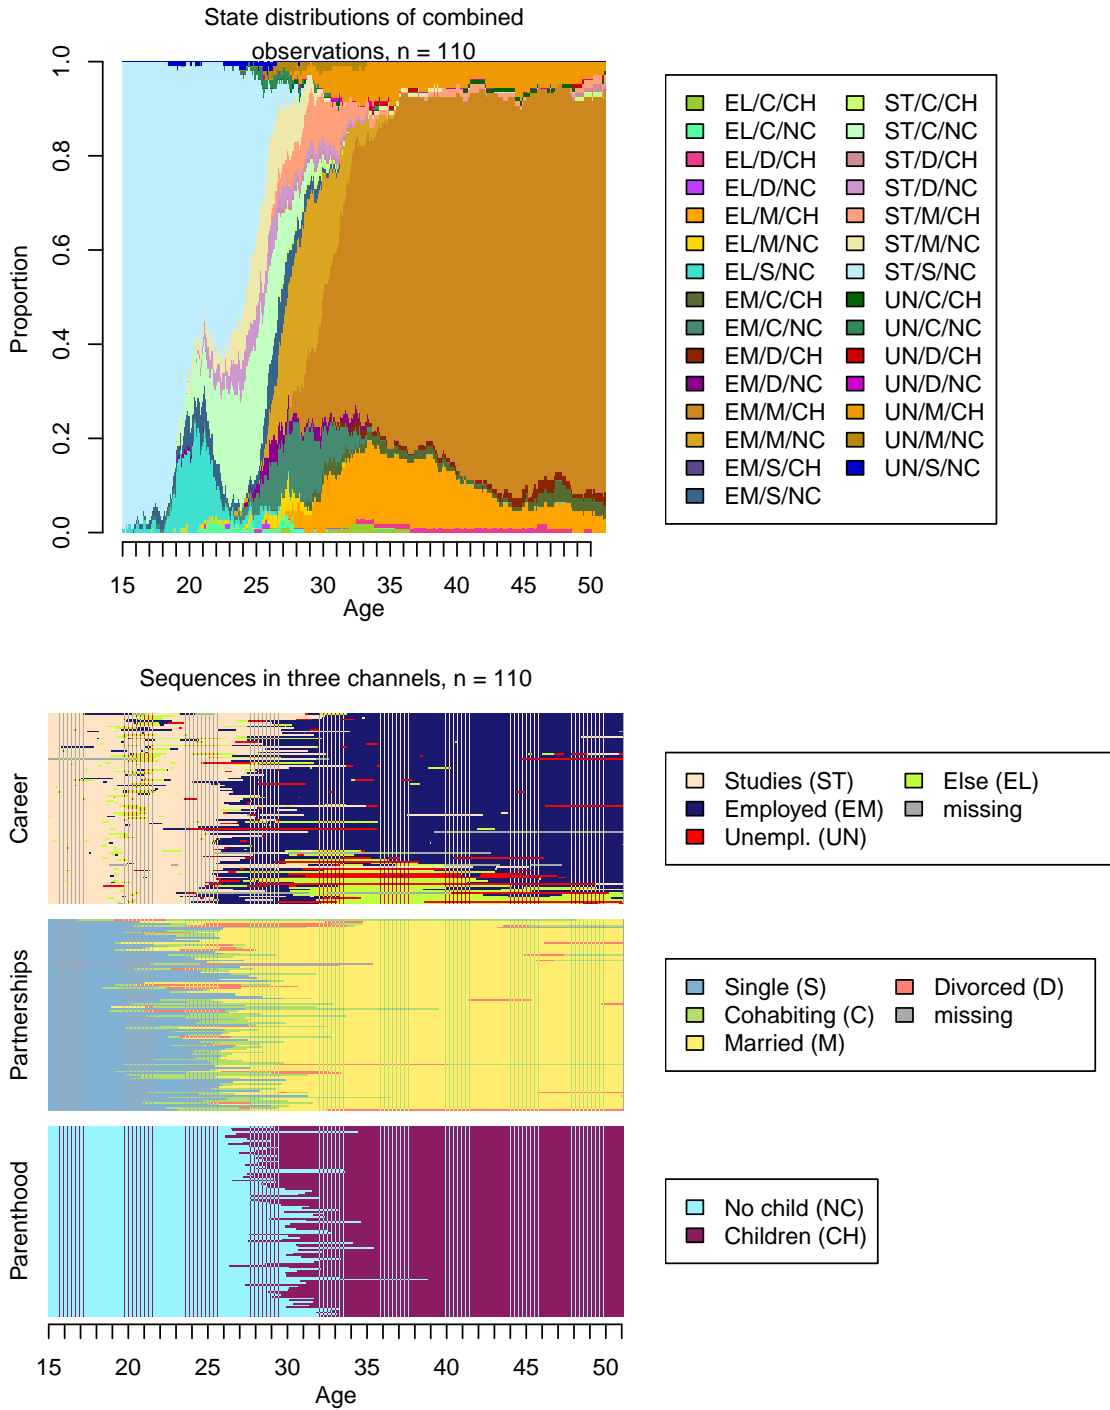 State distributions of combined
observations, n = 110
Proportion
1.0
0.8
0.6
0.4
0.2
0.0
15 20 25 30 35 40 45 50
Age
EL/C/CH
EL/C/NC
EL/D/CH
EL/D/NC
EL/M/CH
EL/M/NC
EL/S/NC
EM/C/CH
EM/C/NC
EM/D/CH
EM/D/NC
EM/M/CH
EM/M/NC
EM/S/CH
EM/S/NC
ST/C/CH
ST/C/NC
ST/D/CH
ST/D/NC
ST/M/CH
ST/M/NC
ST/S/NC
UN/C/CH
UN/C/NC
UN/D/CH
UN/D/NC
UN/M/CH
UN/M/NC
UN/S/NC
Sequences in three channels, n = 110
Career
Studies (ST)
Employed (EM)
Unempl. (UN)
Else (EL)
missing
Partnerships
Single (S)
Cohabiting (C)
Married (M)
Divorced (D)
missing
Parenthood
No child (NC)
Children (CH)
15 20 25 30 35 40 45 50
Age